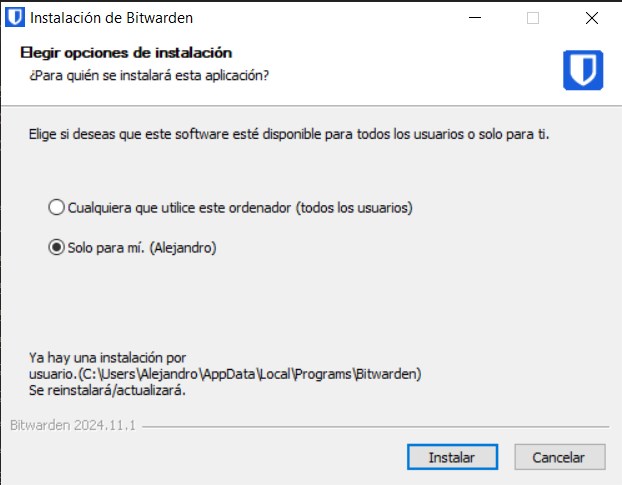 Instalación de Bitwarden
Elegir opciones de instalación
¿Para quién se instalará esta aplicación?
Elige si deseas que este software esté disponible para todos los usuarios o solo para ti.
Cualquiera que utilice este ordenador (todos los usuarios)
Solo para mí. (Alejandro)
Ya hay una instalación por
usuario.(C:\Users\Alejandro\AppData\Local\Programs\Bitwarden)
Se reinstalará/actualizará.
Bitwarden 2024.11.1
Instalar
Cancelar